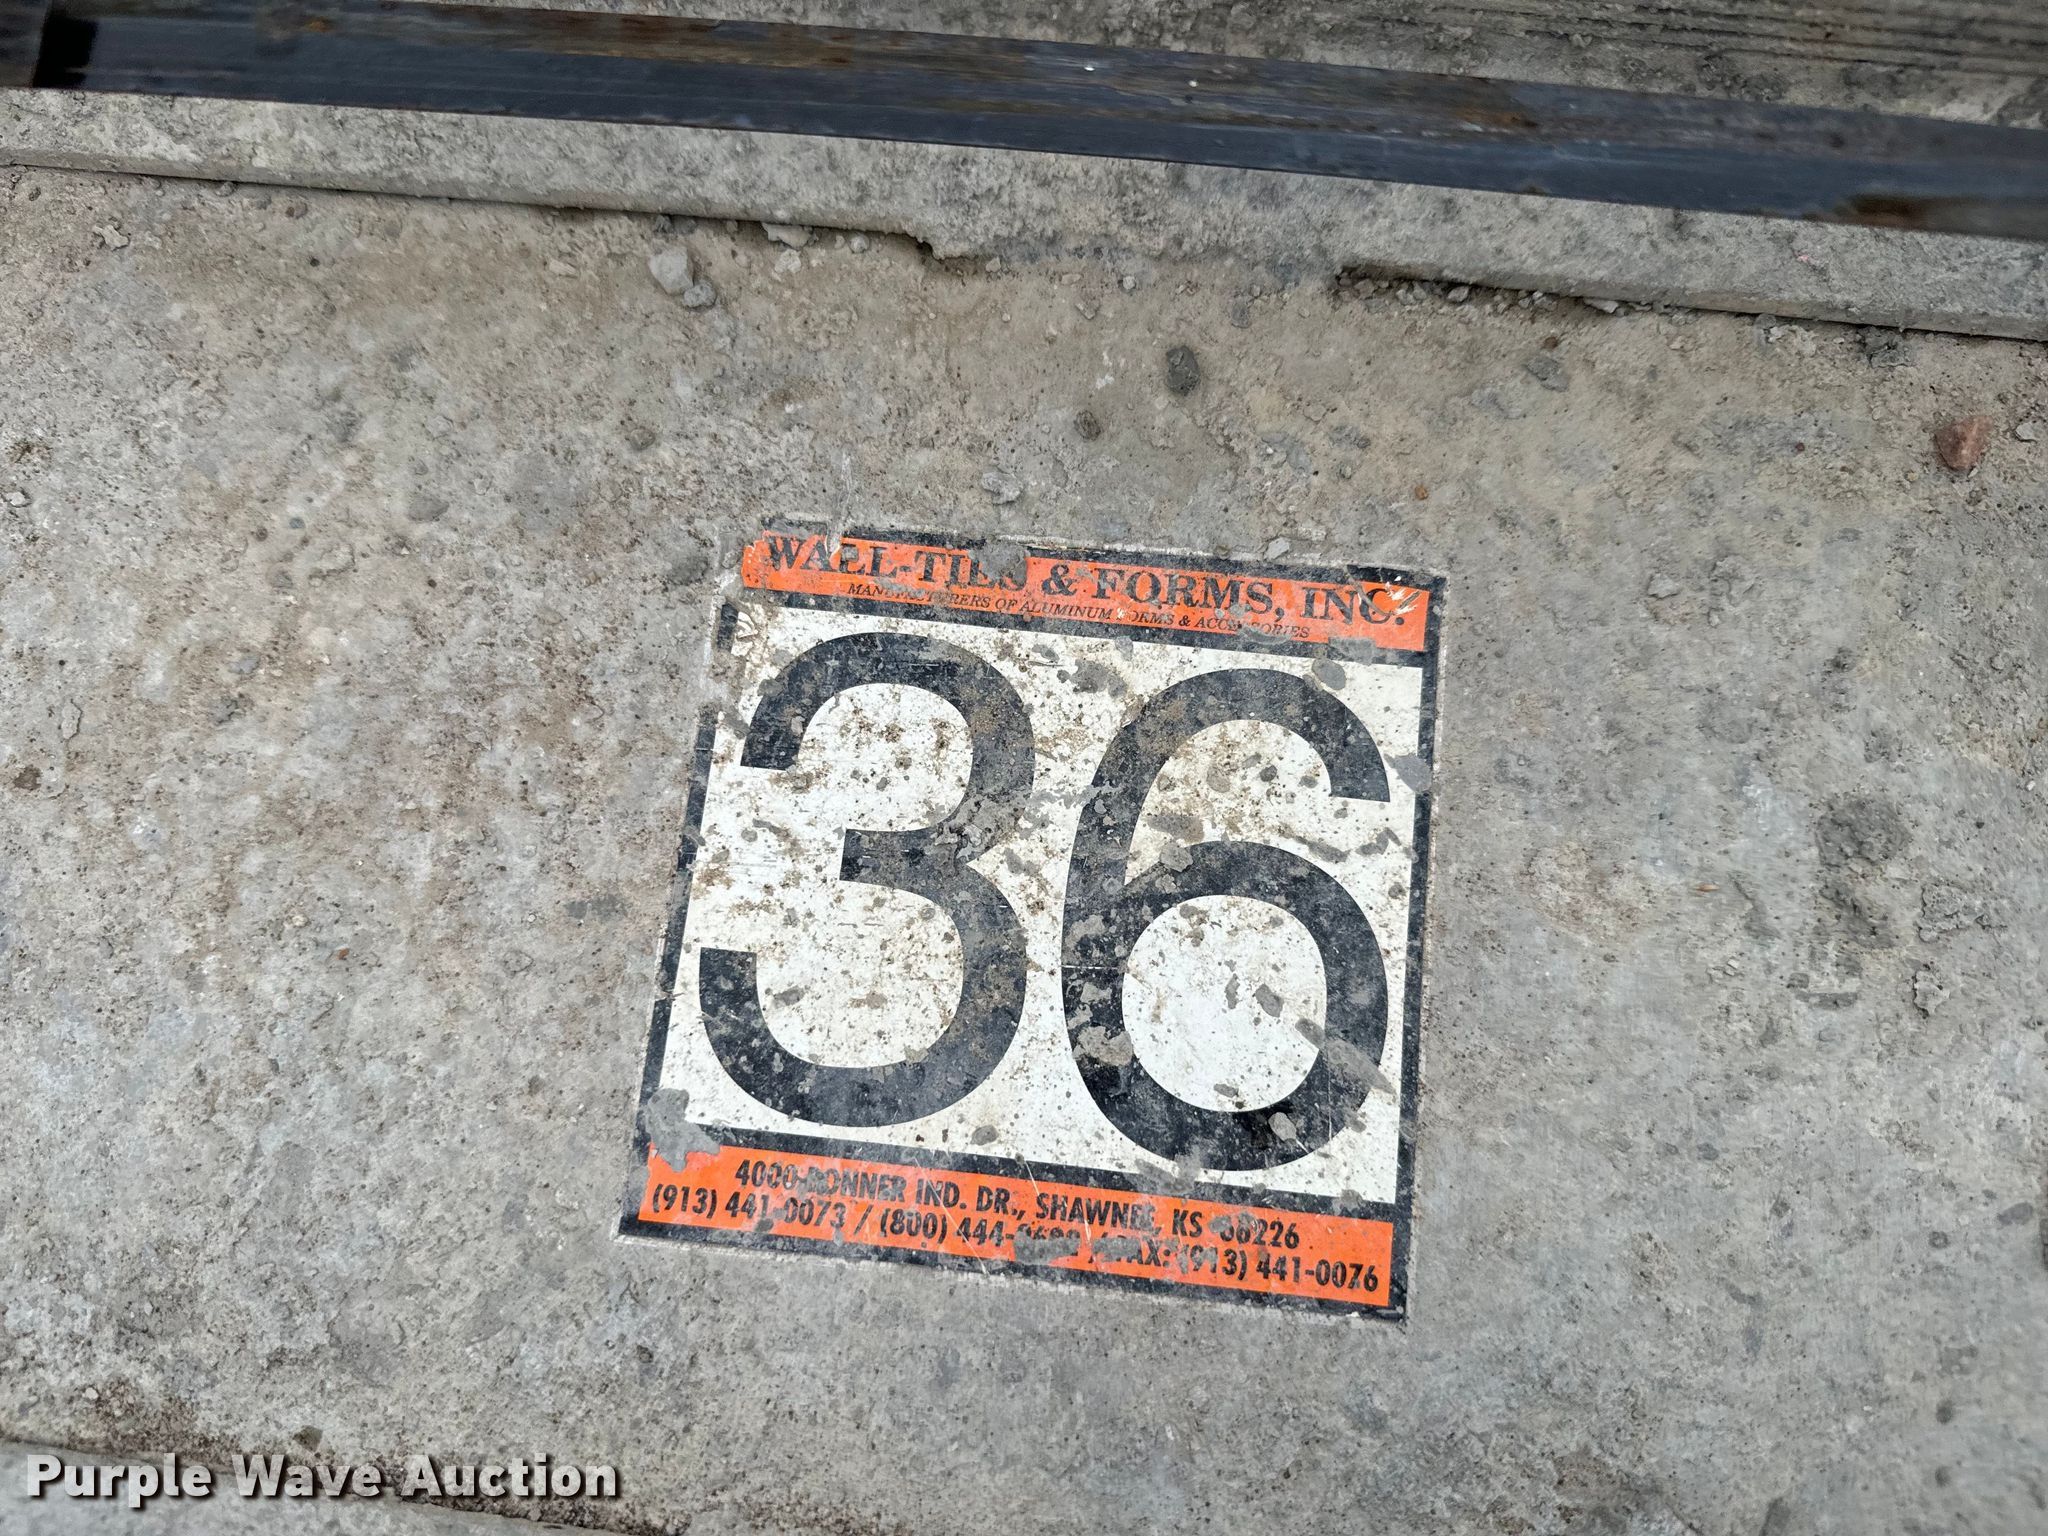 WALL-TIES & FORMS, INC.
MANUFACTURERS OF ALUMINUM FORMS & ACCESSORIES
36
4000 BONNER IND. DR., SHAWNEE, KS 66226
(913) 441-0073 / (800) / FAX: (913) 441-0076
Purple Wave Auction